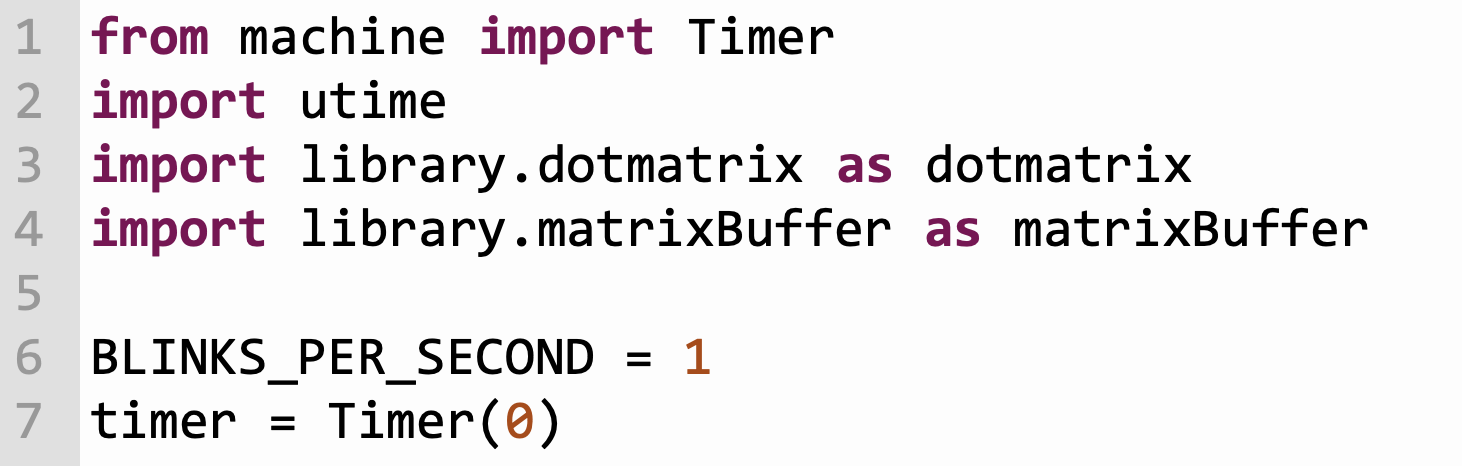 1 from machine import Timer
2 import utime
3 import library.dotmatrix as dotmatrix
4 import library.matrixBuffer as matrixBuffer
5
6 BLINKS_PER_SECOND = 1
7 timer = Timer(0)